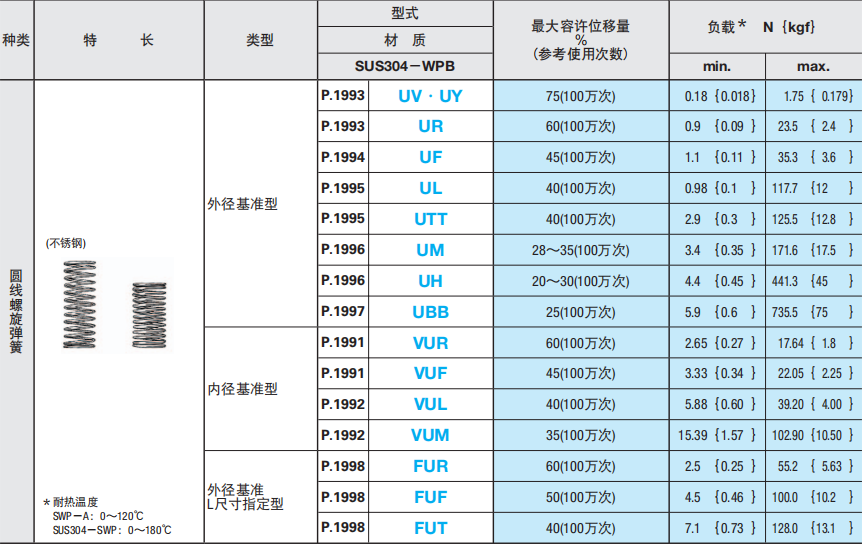 种类 特 长 类型 型式 最大容许位移量 % (参考使用次数) 负载* N {kgf}
材 质
SUS304-WPB min. max.
圆线螺旋弹簧
(不锈钢)
*耐热温度
SWP-A: 0~120℃
SUS304-SWP: 0~180℃
外径基准型
P.1993 UV·UY 75(100万次) 0.18 {0.018} 1.75 { 0.179}
P.1993 UR 60(100万次) 0.9 {0.09 } 23.5 { 2.4 }
P.1994 UF 45(100万次) 1.1 {0.11 } 35.3 { 3.6 }
P.1995 UL 40(100万次) 0.98 {0.1 } 117.7 {12 }
P.1995 UTT 40(100万次) 2.9 {0.3 } 125.5 {12.8 }
P.1996 UM 28~35(100万次) 3.4 {0.35 } 171.6 {17.5 }
P.1996 UH 20~30(100万次) 4.4 {0.45 } 441.3 {45 }
P.1997 UBB 25(100万次) 5.9 {0.6 } 735.5 {75 }
内径基准型
P.1991 VUR 60(100万次) 2.65 {0.27 } 17.64 { 1.8 }
P.1991 VUF 45(100万次) 3.33 {0.34 } 22.05 { 2.25 }
P.1992 VUL 40(100万次) 5.88 {0.60 } 39.20 { 4.00 }
P.1992 VUM 35(100万次) 15.39 {1.57 } 102.90 {10.50 }
外径基准
L尺寸指定型
P.1998 FUR 60(100万次) 2.5 {0.25 } 55.2 { 5.63 }
P.1998 FUF 50(100万次) 4.5 {0.46 } 100.0 {10.2 }
P.1998 FUT 40(100万次) 7.1 {0.73 } 128.0 {13.1 }